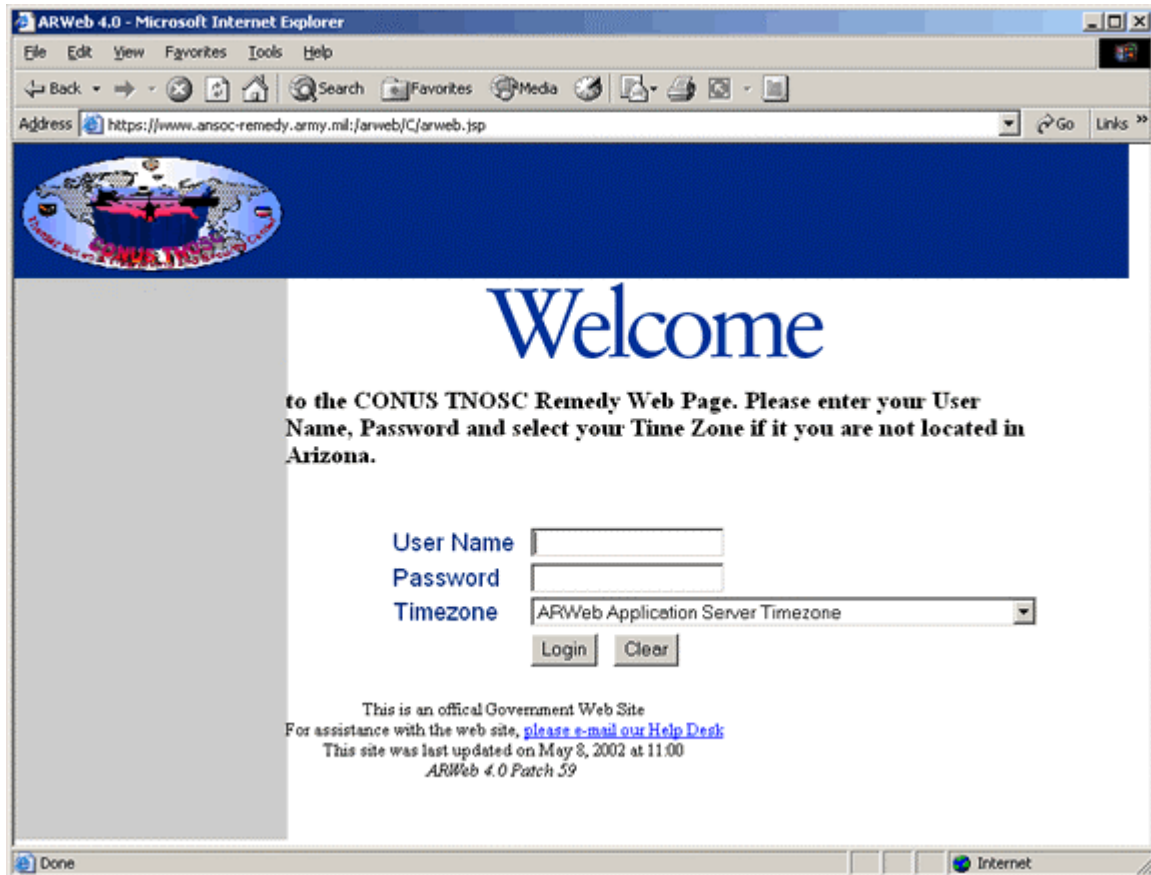 ARWeb 4.0 - Microsoft Internet Explorer
File Edit View Favorites Tools Help
Back Search Favorites Media
Address https://www.ansoc-remedy.army.mil:/arweb/C/arweb.jsp Go Links »
CONUS TNOSC
Welcome
to the CONUS TNOSC Remedy Web Page. Please enter your User
Name, Password and select your Time Zone if it you are not located in
Arizona.
User Name
Password
Timezone ARWeb Application Server Timezone
Login Clear
This is an offical Government Web Site
For assistance with the web site, please e-mail our Help Desk
This site was last updated on May 8, 2002 at 11:00
ARWeb 4.0 Patch 59
Done Internet